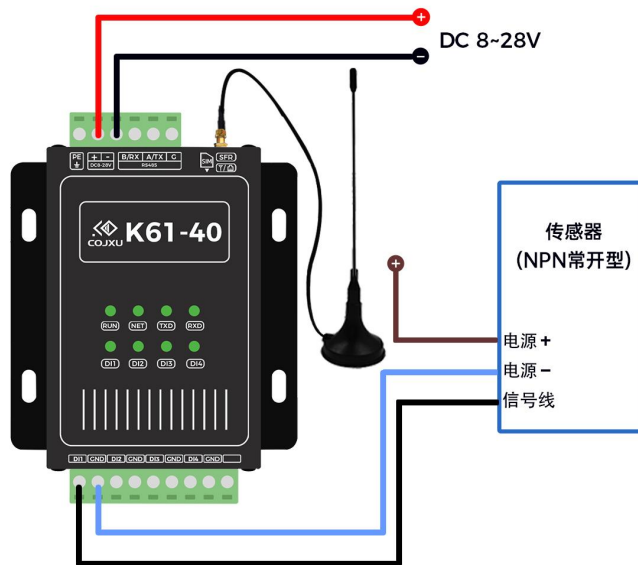 DC 8~28V
PE + - B/RX A/TX G SIM SFR
DC8-28V RS485
COJXU K61-40
传感器
(NPN常开型)
RUN NET TXD RXD
电源+
DI1 DI2 DI3 DI4
电源-
信号线
DI1 GND DI2 GND DI3 GND DI4 GND